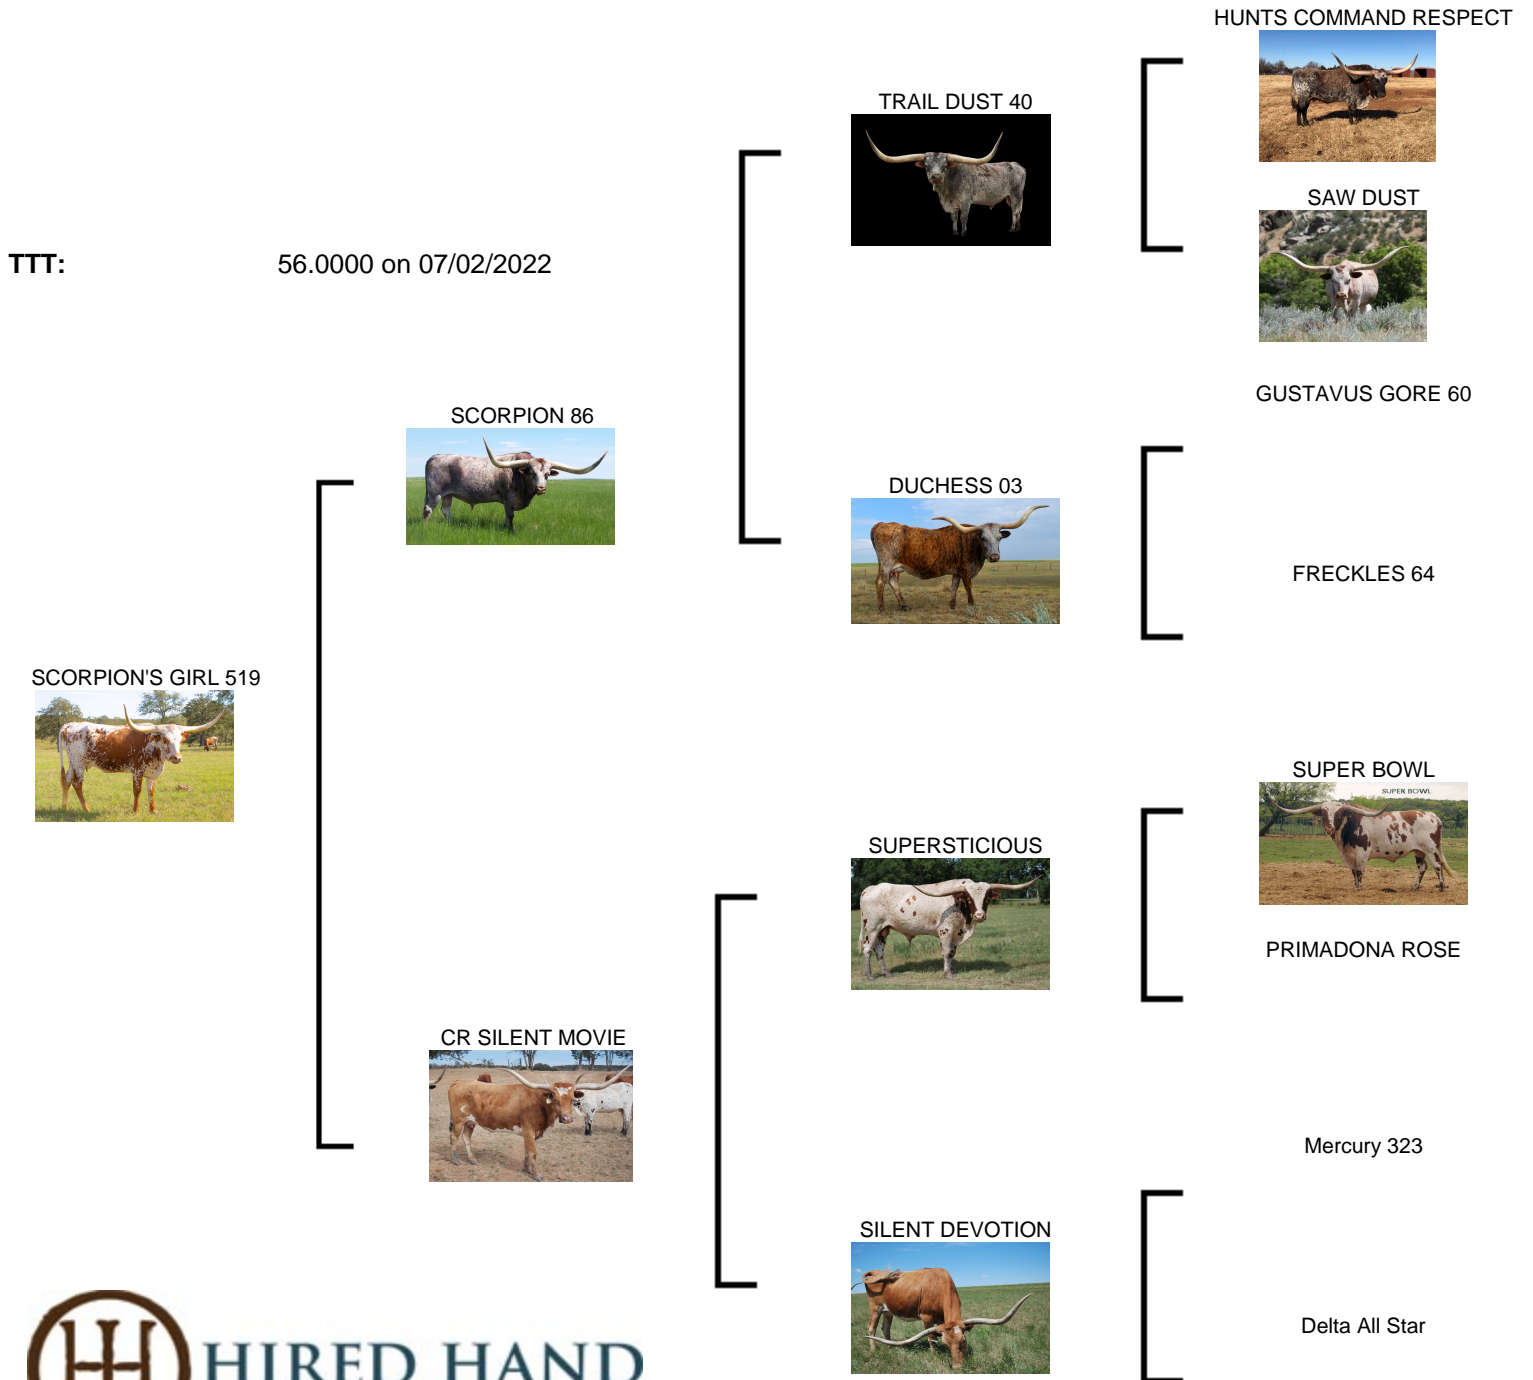 HUNTS COMMAND RESPECT
TRAIL DUST 40
SAW DUST
TTT: 56.0000 on 07/02/2022
GUSTAVUS GORE 60
SCORPION 86
DUCHESS 03
FRECKLES 64
SCORPION'S GIRL 519
SUPER BOWL
SUPER BOWL
SUPERSTICIOUS
PRIMADONA ROSE
CR SILENT MOVIE
Mercury 323
SILENT DEVOTION
Delta All Star
HIRED HAND